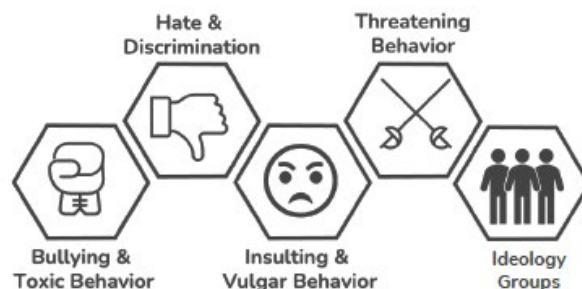 Hate &
Discrimination
Threatening
Behavior
Bullying &
Toxic Behavior
Insulting &
Vulgar Behavior
Ideology
Groups